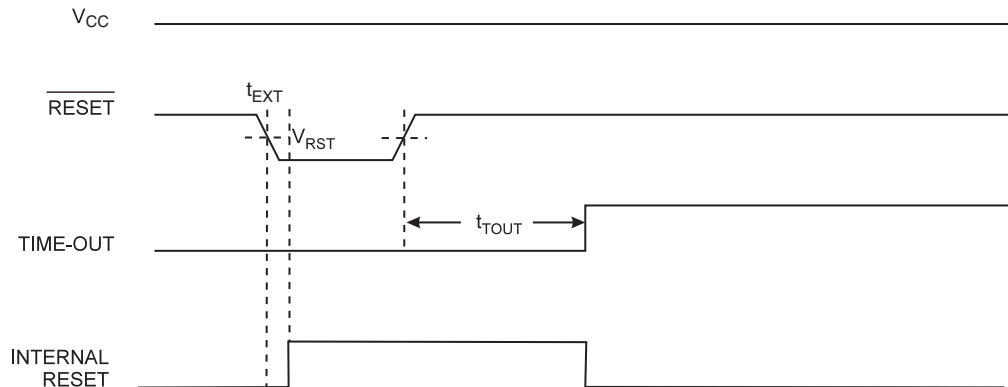 VCC
tEXT
RESET
VRST
tTOUT
TIME-OUT
INTERNAL
RESET